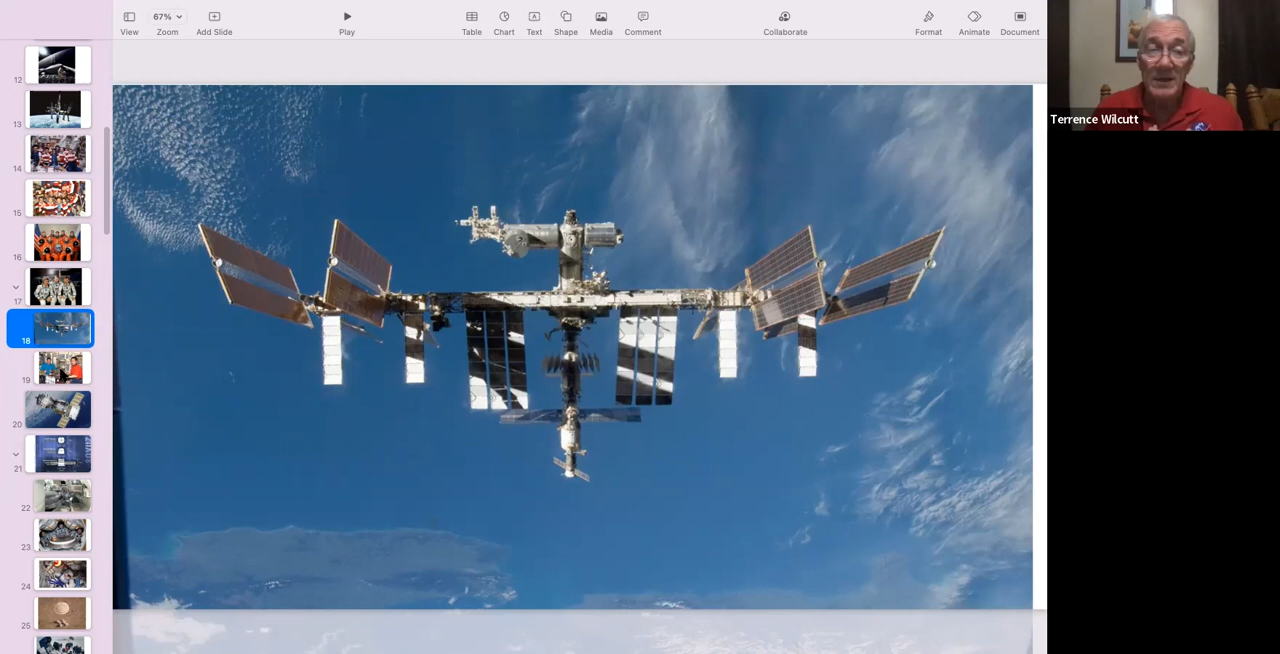 View
67%
Zoom
Add Slide
Play
Table
Chart
Text
Shape
Media
Comment
Collaborate
Format
Animate
Document
12
13
14
15
16
17
18
19
20
21
22
23
24
25
Terrence Wilcutt